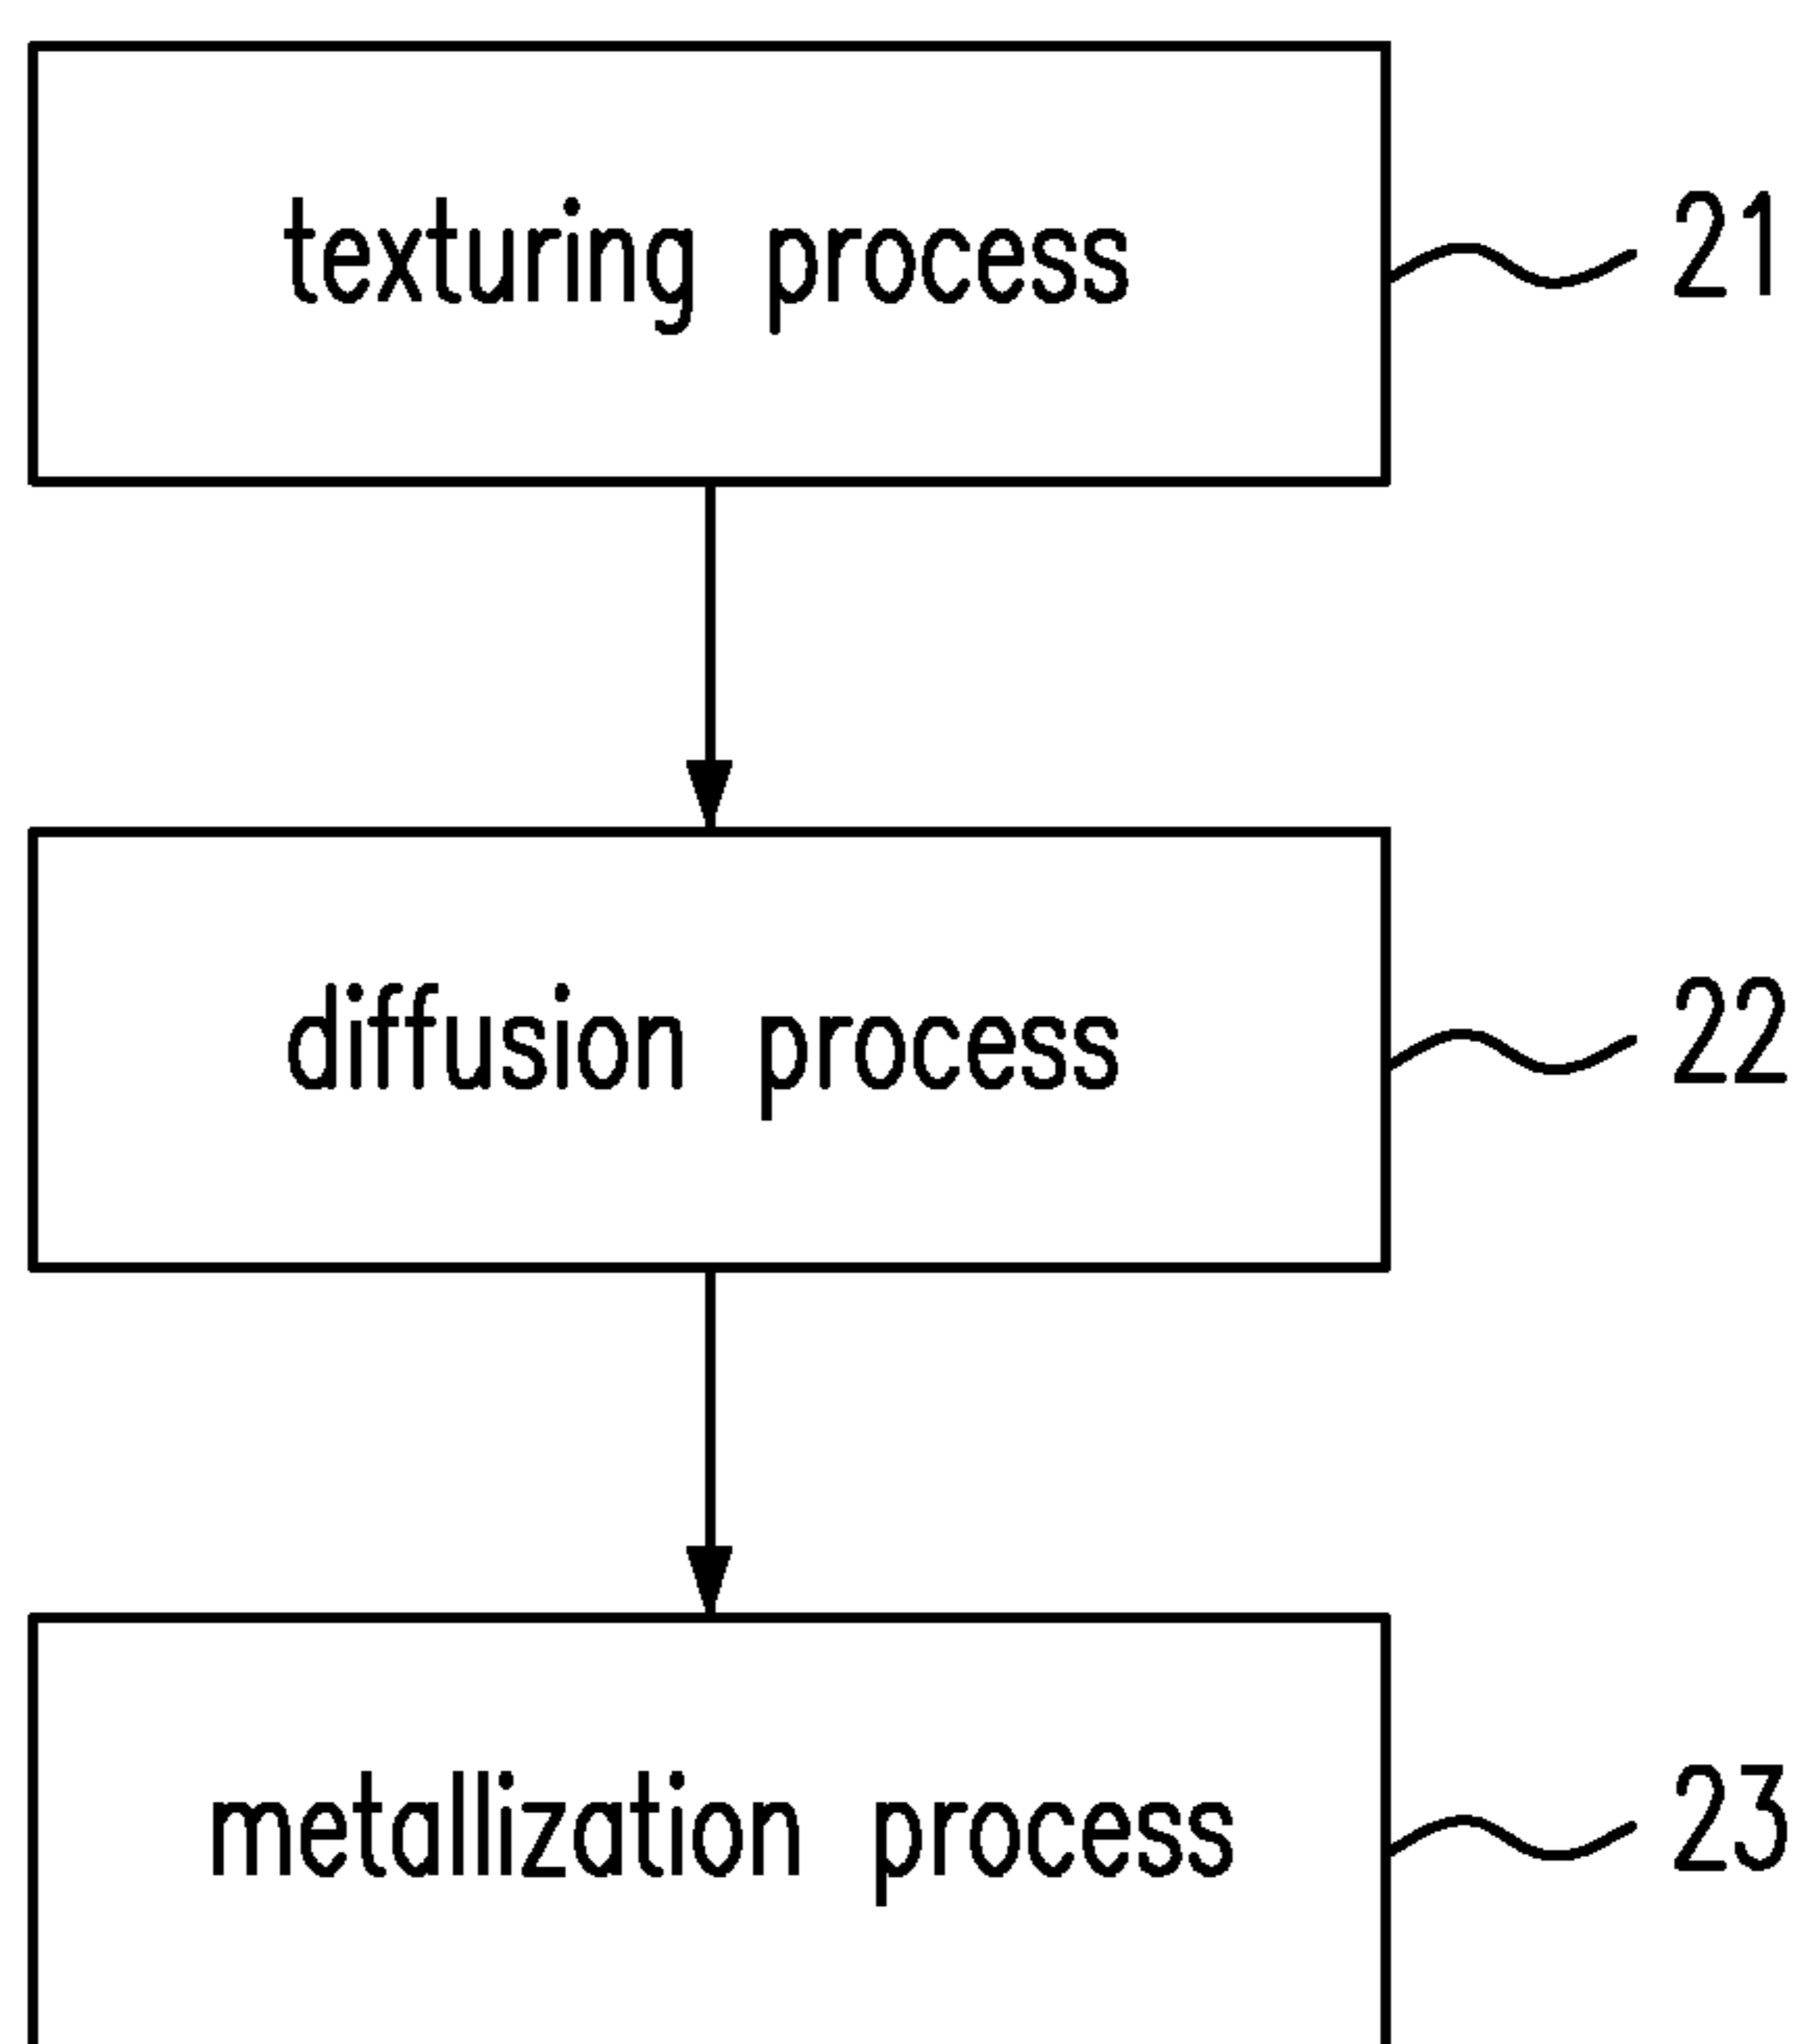 texturing process 21
diffusion process 22
metallization process 23